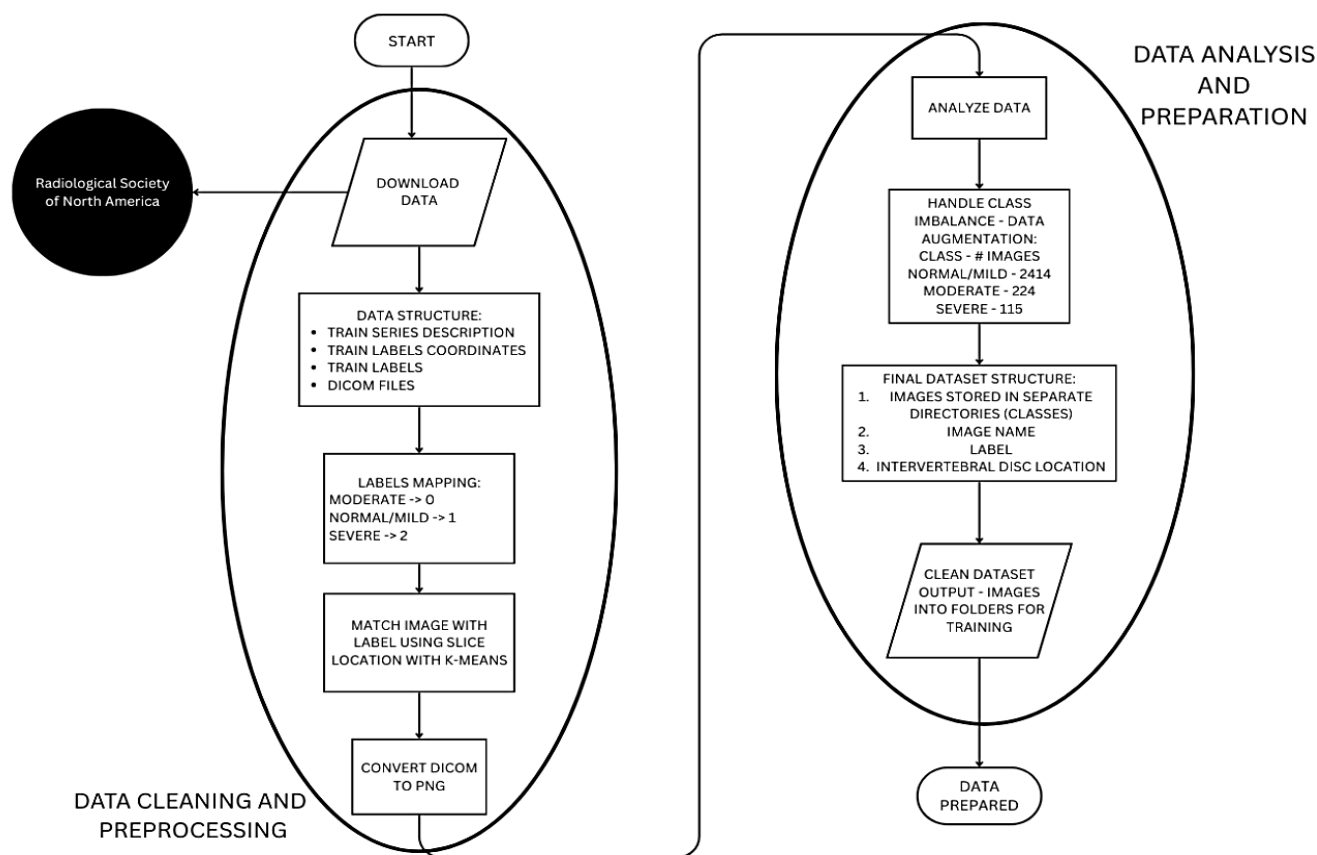 START
Radiological Society
of North America
DOWNLOAD
DATA
DATA STRUCTURE:
• TRAIN SERIES DESCRIPTION
• TRAIN LABELS COORDINATES
• TRAIN LABELS
• DICOM FILES
LABELS MAPPING:
MODERATE -> 0
NORMAL/MILD -> 1
SEVERE -> 2
MATCH IMAGE WITH
LABEL USING SLICE
LOCATION WITH K-MEANS
CONVERT DICOM
TO PNG
DATA CLEANING AND
PREPROCESSING
DATA ANALYSIS
AND
PREPARATION
ANALYZE DATA
HANDLE CLASS
IMBALANCE - DATA
AUGMENTATION:
CLASS - # IMAGES
NORMAL/MILD - 2414
MODERATE - 224
SEVERE - 115
FINAL DATASET STRUCTURE:
1. IMAGES STORED IN SEPARATE
DIRECTORIES (CLASSES)
2. IMAGE NAME
3. LABEL
4. INTERVERTEBRAL DISC LOCATION
CLEAN DATASET
OUTPUT - IMAGES
INTO FOLDERS FOR
TRAINING
DATA
PREPARED